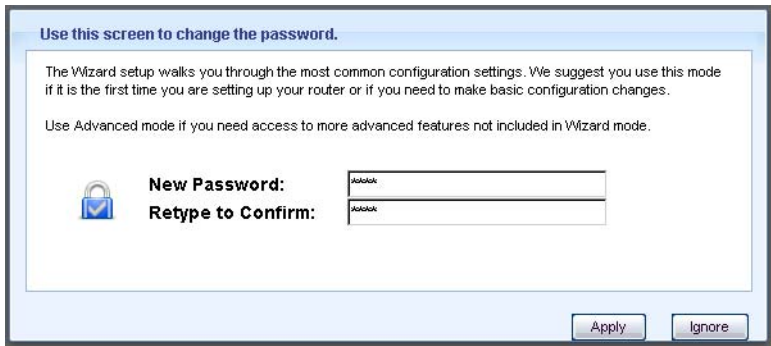 Use this screen to change the password.
The Wizard setup walks you through the most common configuration settings. We suggest you use this mode
if it is the first time you are setting up your router or if you need to make basic configuration changes.
Use Advanced mode if you need access to more advanced features not included in Wizard mode.
New Password: *****
Retype to Confirm: *****
Apply Ignore